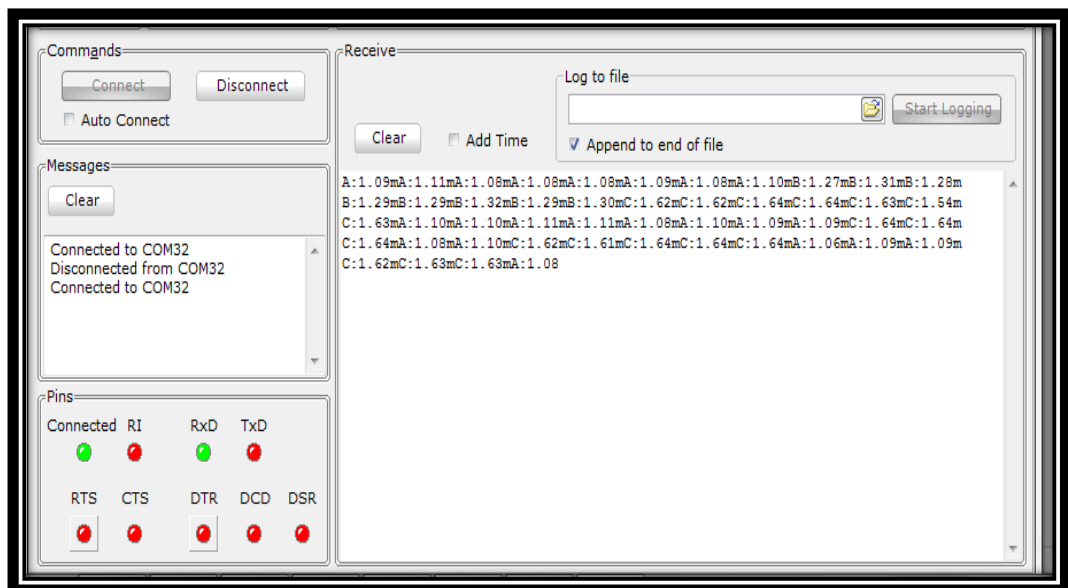 Commands
Connect
Disconnect
Auto Connect
Messages
Clear
Connected to COM32
Disconnected from COM32
Connected to COM32
Pins
Connected RI RxD TxD
RTS CTS DTR DCD DSR
Receive
Log to file
Start Logging
Clear
Add Time
Append to end of file
A:1.09mA:1.11mA:1.08mA:1.08mA:1.08mA:1.09mA:1.08mA:1.10mB:1.27mB:1.31mB:1.28m
B:1.29mB:1.29mB:1.32mB:1.29mB:1.30mC:1.62mC:1.62mC:1.64mC:1.64mC:1.63mC:1.54m
C:1.63mA:1.10mA:1.10mA:1.11mA:1.11mA:1.08mA:1.10mA:1.09mA:1.09mC:1.64mC:1.64m
C:1.64mA:1.08mA:1.10mC:1.62mC:1.61mC:1.64mC:1.64mC:1.64mA:1.06mA:1.09mA:1.09m
C:1.62mC:1.63mC:1.63mA:1.08